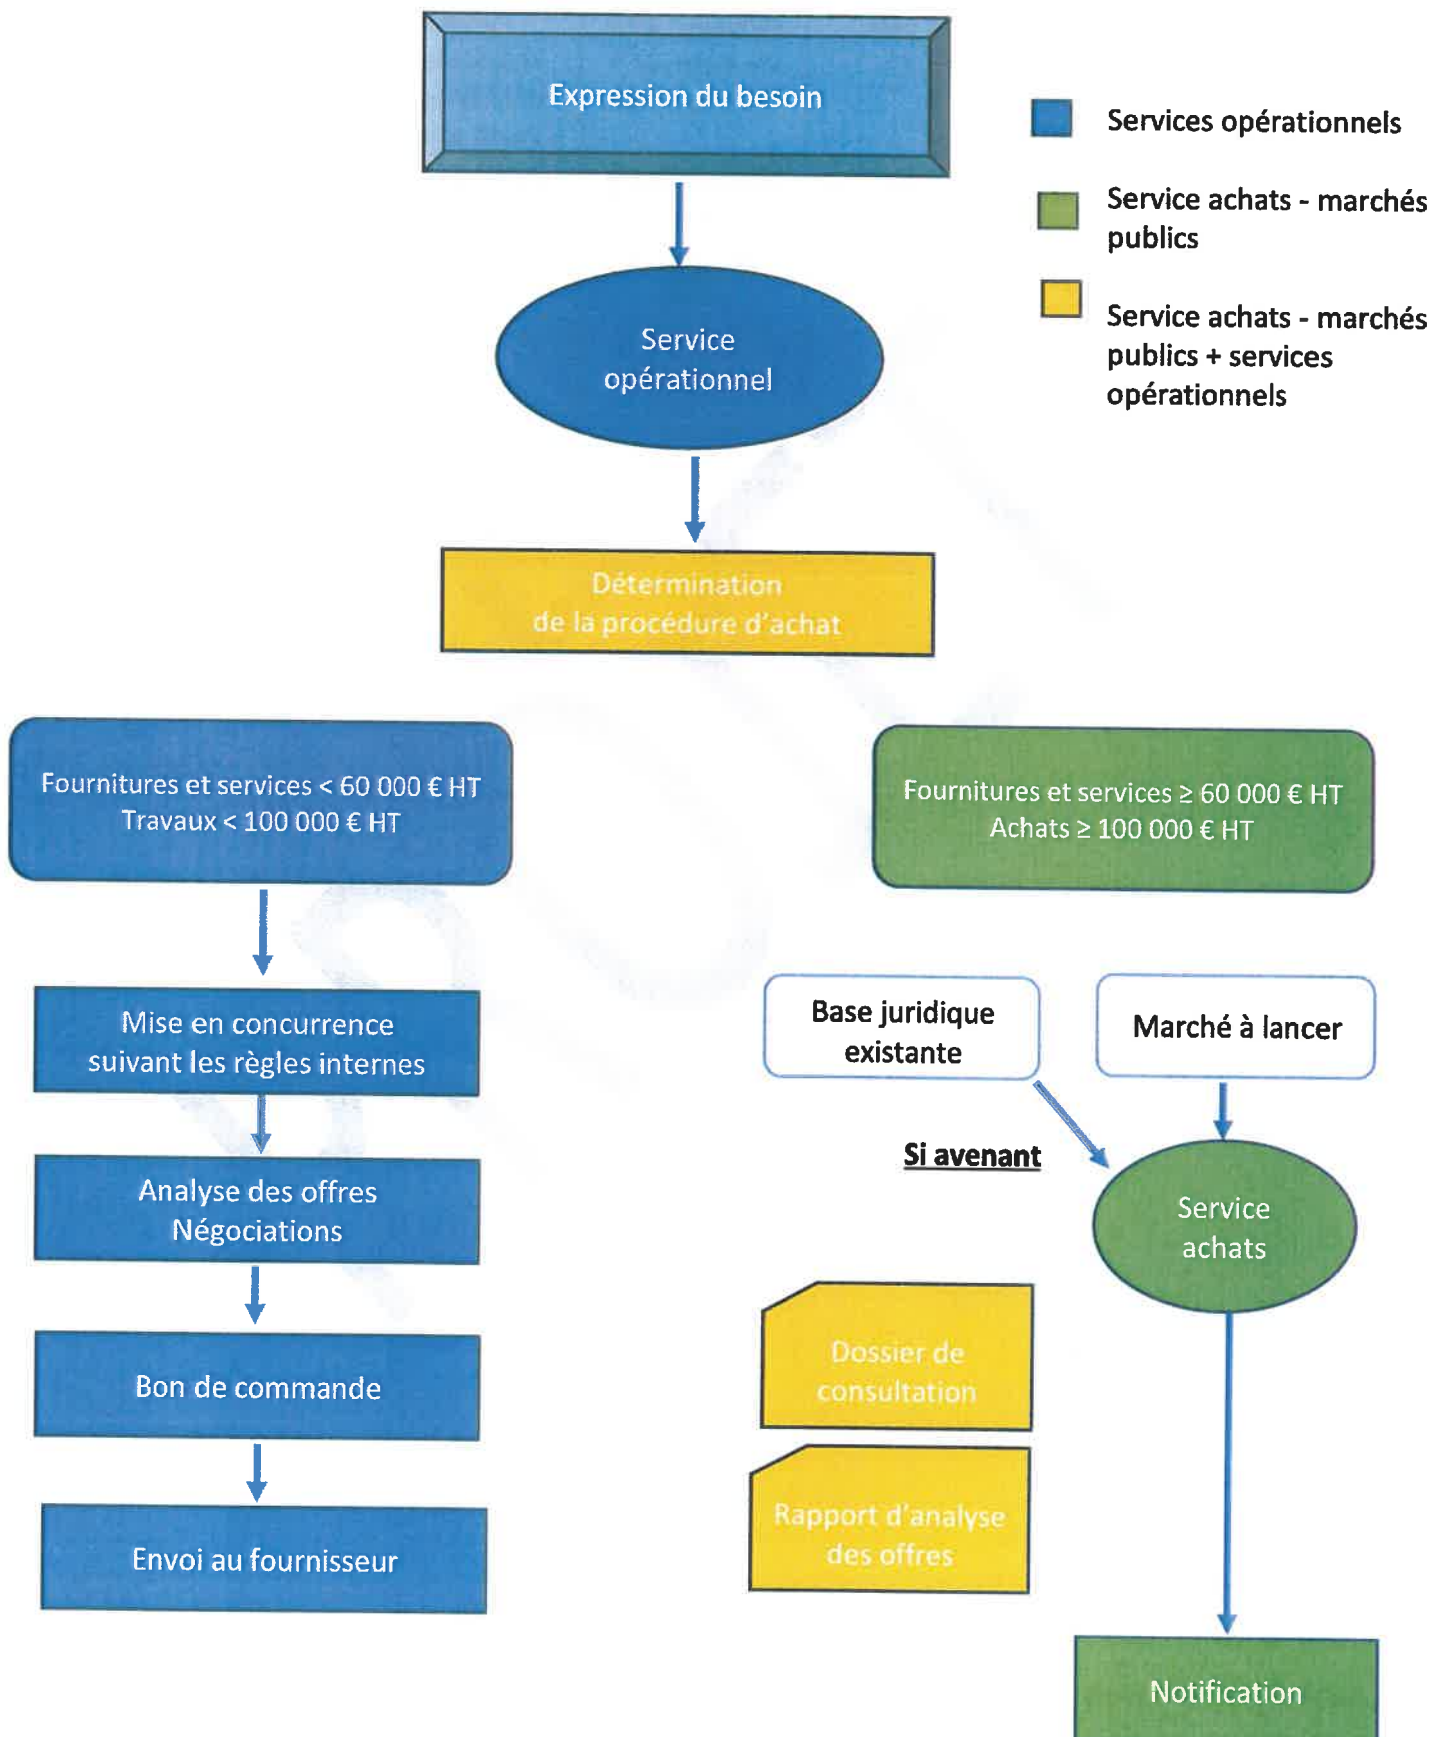 Expression du besoin
Services opérationnels
Service achats - marchés
publics
Service achats - marchés
publics + services
opérationnels
Service
opérationnel
Détermination
de la procédure d'achat
Fournitures et services < 60 000 € HT
Travaux < 100 000 € HT
Fournitures et services ≥ 60 000 € HT
Achats ≥ 100 000 € HT
Mise en concurrence
suivant les règles internes
Analyse des offres
Négociations
Bon de commande
Envoi au fournisseur
Base juridique
existante
Marché à lancer
Si avenant
Service
achats
Dossier de
consultation
Rapport d'analyse
des offres
Notification